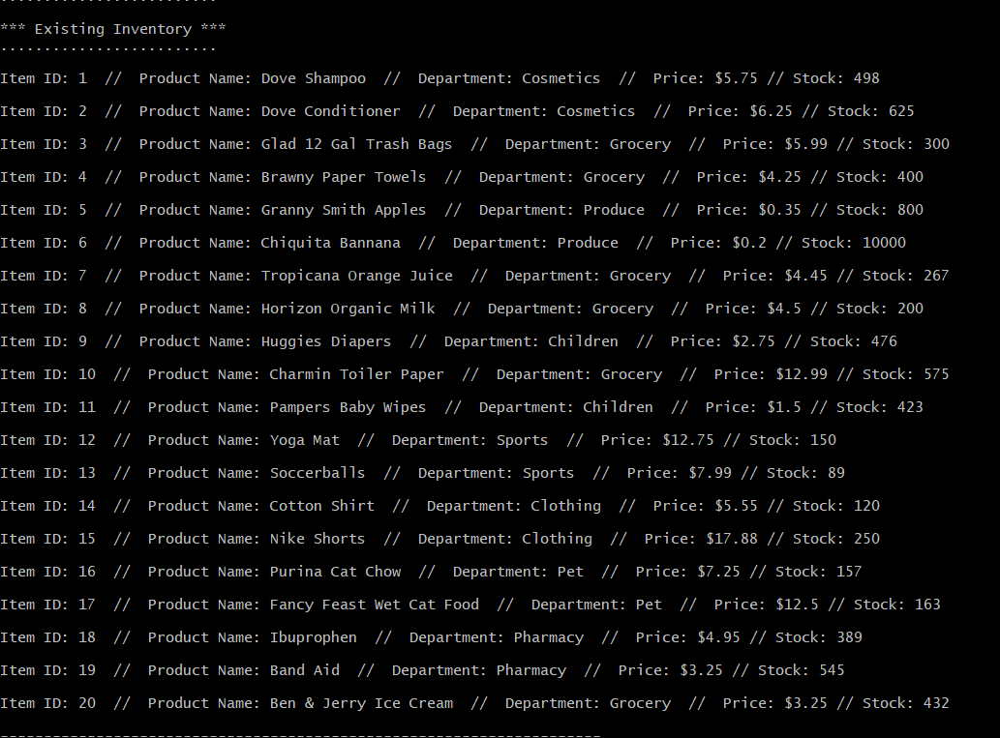 *** Existing Inventory ***
.........................
Item ID: 1  //  Product Name: Dove Shampoo  //  Department: Cosmetics  //  Price: $5.75 // Stock: 498
Item ID: 2  //  Product Name: Dove Conditioner  //  Department: Cosmetics  //  Price: $6.25 // Stock: 625
Item ID: 3  //  Product Name: Glad 12 Gal Trash Bags  //  Department: Grocery  //  Price: $5.99 // Stock: 300
Item ID: 4  //  Product Name: Brawny Paper Towels  //  Department: Grocery  //  Price: $4.25 // Stock: 400
Item ID: 5  //  Product Name: Granny Smith Apples  //  Department: Produce  //  Price: $0.35 // Stock: 800
Item ID: 6  //  Product Name: Chiquita Bannana  //  Department: Produce  //  Price: $0.2 // Stock: 10000
Item ID: 7  //  Product Name: Tropicana Orange Juice  //  Department: Grocery  //  Price: $4.45 // Stock: 267
Item ID: 8  //  Product Name: Horizon Organic Milk  //  Department: Grocery  //  Price: $4.5 // Stock: 200
Item ID: 9  //  Product Name: Huggies Diapers  //  Department: Children  //  Price: $2.75 // Stock: 476
Item ID: 10  //  Product Name: Charmin Toiler Paper  //  Department: Grocery  //  Price: $12.99 // Stock: 575
Item ID: 11  //  Product Name: Pampers Baby Wipes  //  Department: Children  //  Price: $1.5 // Stock: 423
Item ID: 12  //  Product Name: Yoga Mat  //  Department: Sports  //  Price: $12.75 // Stock: 150
Item ID: 13  //  Product Name: Soccerballs  //  Department: Sports  //  Price: $7.99 // Stock: 89
Item ID: 14  //  Product Name: Cotton Shirt  //  Department: Clothing  //  Price: $5.55 // Stock: 120
Item ID: 15  //  Product Name: Nike Shorts  //  Department: Clothing  //  Price: $17.88 // Stock: 250
Item ID: 16  //  Product Name: Purina Cat Chow  //  Department: Pet  //  Price: $7.25 // Stock: 157
Item ID: 17  //  Product Name: Fancy Feast Wet Cat Food  //  Department: Pet  //  Price: $12.5 // Stock: 163
Item ID: 18  //  Product Name: Ibuprophen  //  Department: Pharmacy  //  Price: $4.95 // Stock: 389
Item ID: 19  //  Product Name: Band Aid  //  Department: Pharmacy  //  Price: $3.25 // Stock: 545
Item ID: 20  //  Product Name: Ben & Jerry Ice Cream  //  Department: Grocery  //  Price: $3.25 // Stock: 432